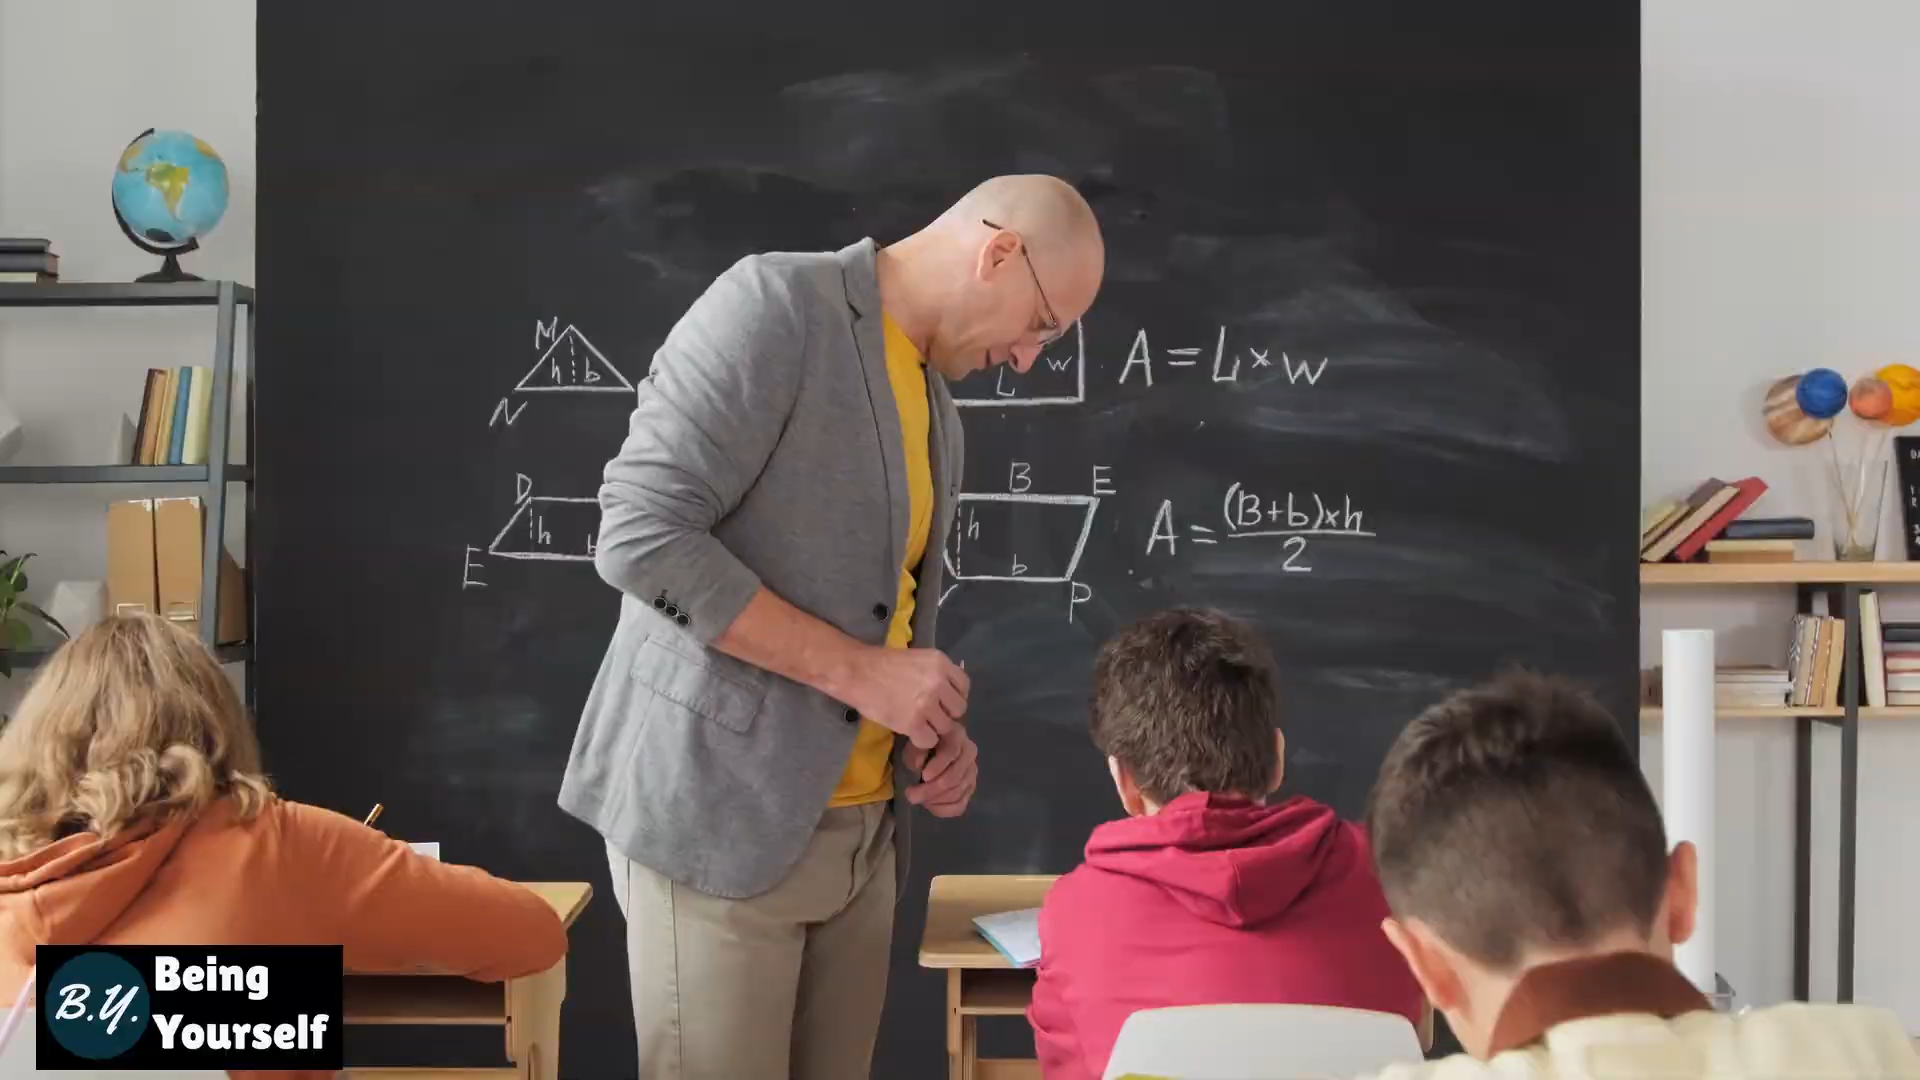 M
h b
N
w
L
A = L × w
D
h
E
B E
h
b
P
A = (B+b)×h
2
B.Y. Being
Yourself